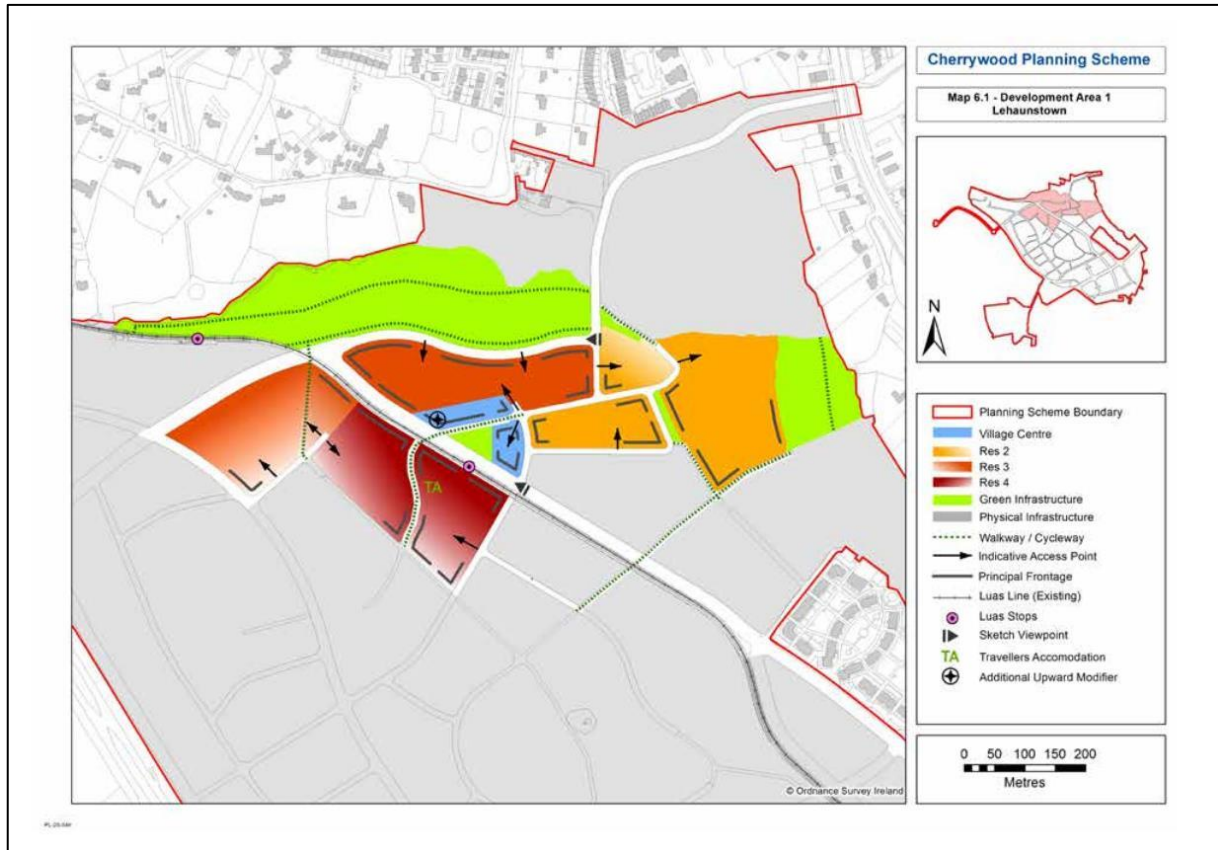 Cherrywood Planning Scheme
Map 6.1 - Development Area 1
Lehaunstown
N
Planning Scheme Boundary
Village Centre
Res 2
Res 3
Res 4
Green Infrastructure
Physical Infrastructure
Walkway / Cycleway
Indicative Access Point
Principal Frontage
Luas Line (Existing)
Luas Stops
Sketch Viewpoint
TA Travellers Accomodation
Additional Upward Modifier
0 50 100 150 200
Metres
TA
© Ordnance Survey Ireland